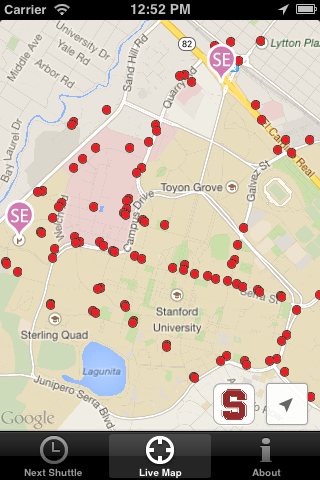 Carrier 12:52 PM
University Dr
Middle Ave
Yale Rd
Arbor Rd
Sand Hill Rd
82
Lytton Plaz
SE
Quarry Rd
El Camino Real
Bay Laurel Dr
Toyon Grove
Galvez St
Welch Rd
Campus Drive
SE
Serra St
Stanford
University
Sterling Quad
Lagunita
Junipero Serra Blvd
S
Google
Next Shuttle
Live Map
About